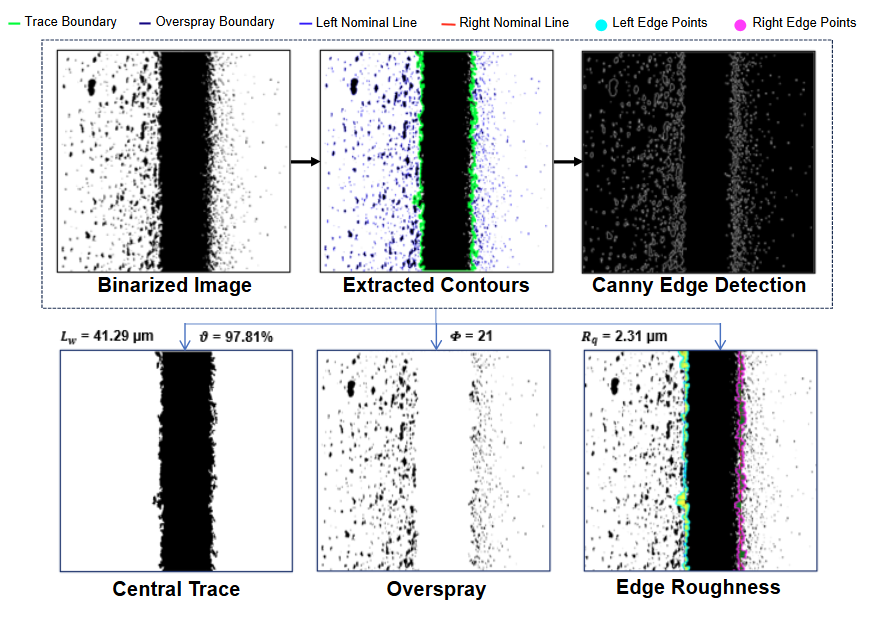 Trace Boundary Overspray Boundary Left Nominal Line Right Nominal Line Left Edge Points Right Edge Points
Binarized Image Extracted Contours Canny Edge Detection
L_w = 41.29 μm ϑ = 97.81% Φ = 21 R_q = 2.31 μm
Central Trace Overspray Edge Roughness